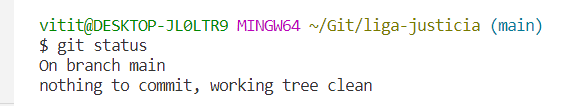 vitit@DESKTOP-JL0LTR9 MINGW64 ~/Git/liga-justicia (main)
$ git status
On branch main
nothing to commit, working tree clean